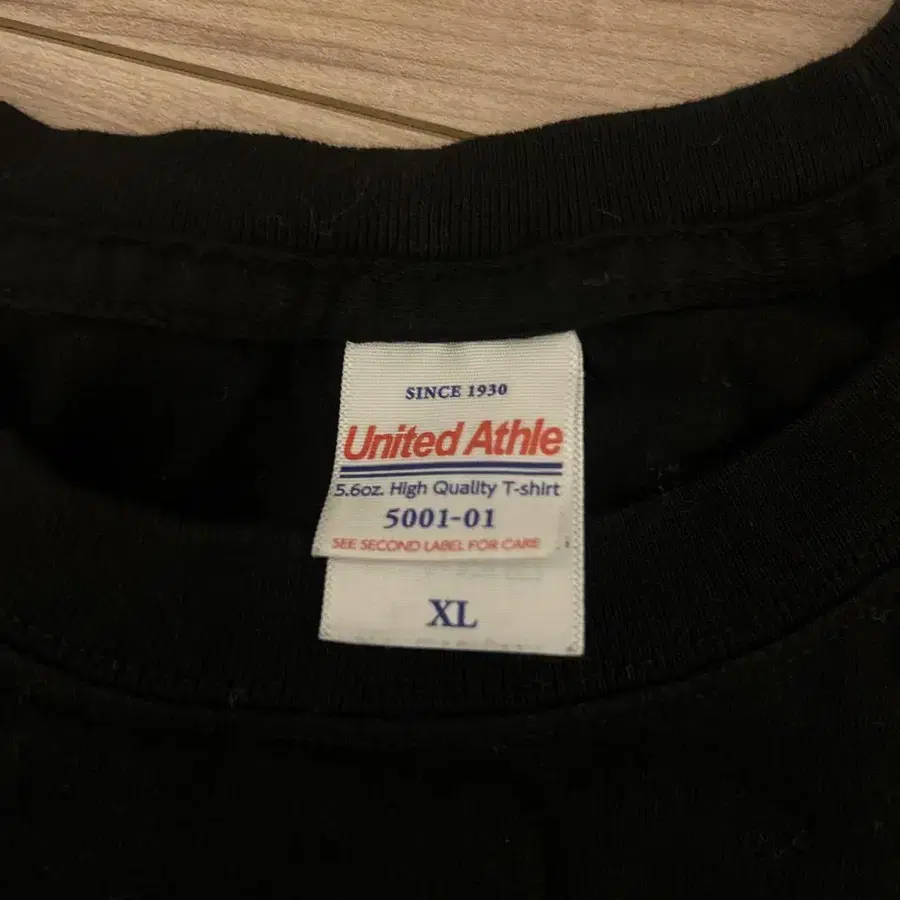 SINCE 1930
United Athle
5.6oz. High Quality T-shirt
5001-01
SEE SECOND LABEL FOR CARE
XL